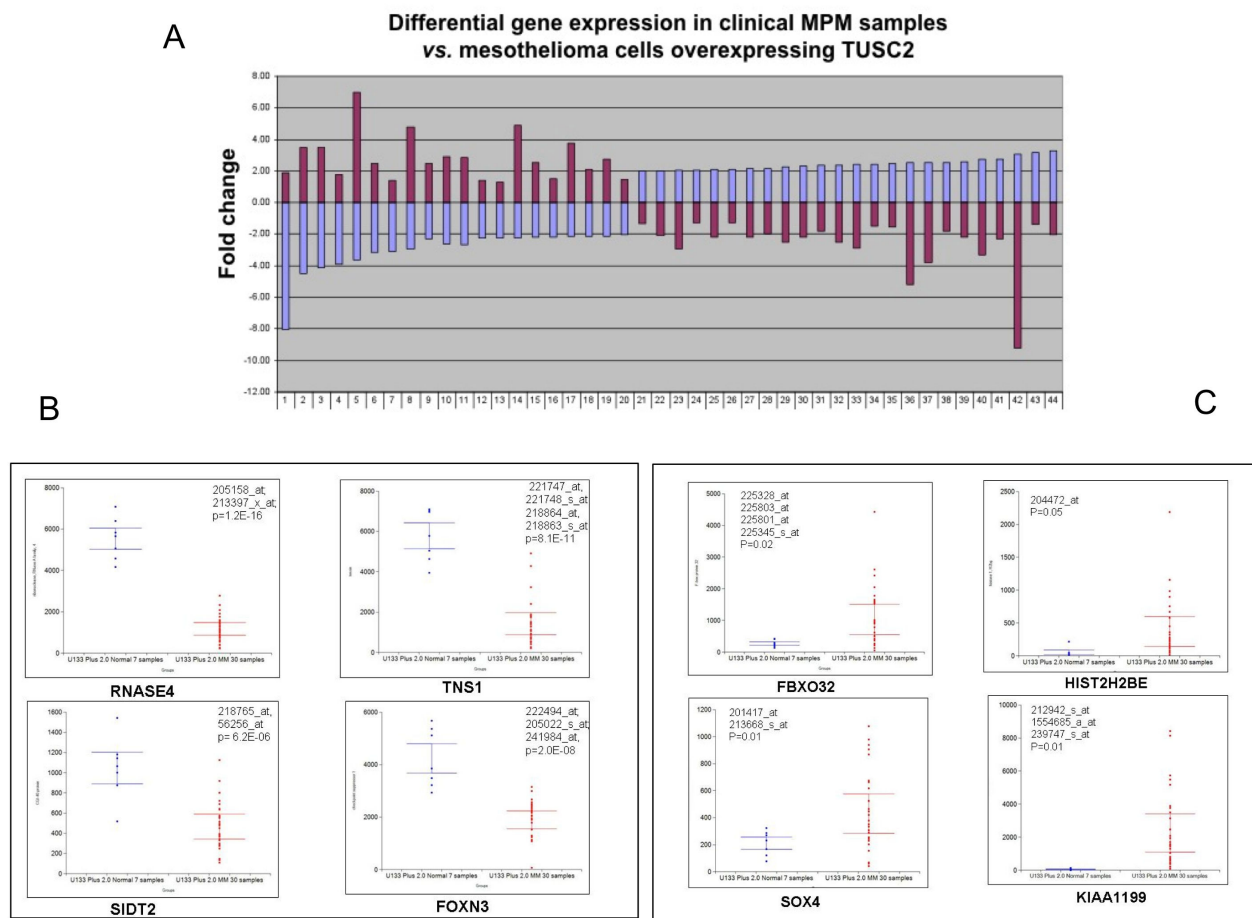 A
Differential gene expression in clinical MPM samples
vs. mesothelioma cells overexpressing TUSC2
Fold change
8.00
6.00
4.00
2.00
0.00
-2.00
-4.00
-6.00
-8.00
-10.00
-12.00
1 2 3 4 5 6 7 8 9 10 11 12 13 14 15 16 17 18 19 20 21 22 23 24 25 26 27 28 29 30 31 32 33 34 35 36 37 38 39 40 41 42 43 44
B
205158_at;
213397_x_at;
p=1.2E-16
8000
6000
4000
2000
0
U133 Plus 2.0 Normal 7 samples U133 Plus 2.0 MM 30 samples
Groups
RNASE4
221747_at,
221748_s_at
218864_at,
218863_s_at
p=8.1E-11
8000
6000
4000
2000
0
tensin
U133 Plus 2.0 Normal 7 samples U133 Plus 2.0 MM 30 samples
Groups
TNS1
218765_at,
56256_at
p= 6.2E-06
1600
1400
1200
1000
800
600
400
200
0
U133 Plus 2.0 Normal 7 samples U133 Plus 2.0 MM 30 samples
Groups
SIDT2
222494_at;
205022_s_at;
241984_at,
p=2.0E-08
6000
4000
2000
0
checkpoint suppressor 1
U133 Plus 2.0 Normal 7 samples U133 Plus 2.0 MM 30 samples
Groups
FOXN3
C
225328_at
225803_at
225801_at
225345_s_at
P=0.02
5000
4000
3000
2000
1000
0
F-box protein 32
U133 Plus 2.0 Normal 7 samples U133 Plus 2.0 MM 30 samples
Groups
FBXO32
204472_at
P=0.05
2500
2000
1500
1000
500
0
U133 Plus 2.0 Normal 7 samples U133 Plus 2.0 MM 30 samples
Groups
HIST2H2BE
201417_at
213668_s_at
P=0.01
1200
1000
800
600
400
200
0
U133 Plus 2.0 Normal 7 samples U133 Plus 2.0 MM 30 samples
SOX4
212942_s_at
1554685_a_at
239747_s_at
P=0.01
10000
8000
6000
4000
2000
0
U133 Plus 2.0 Normal 7 samples U133 Plus 2.0 MM 30 samples
KIAA1199